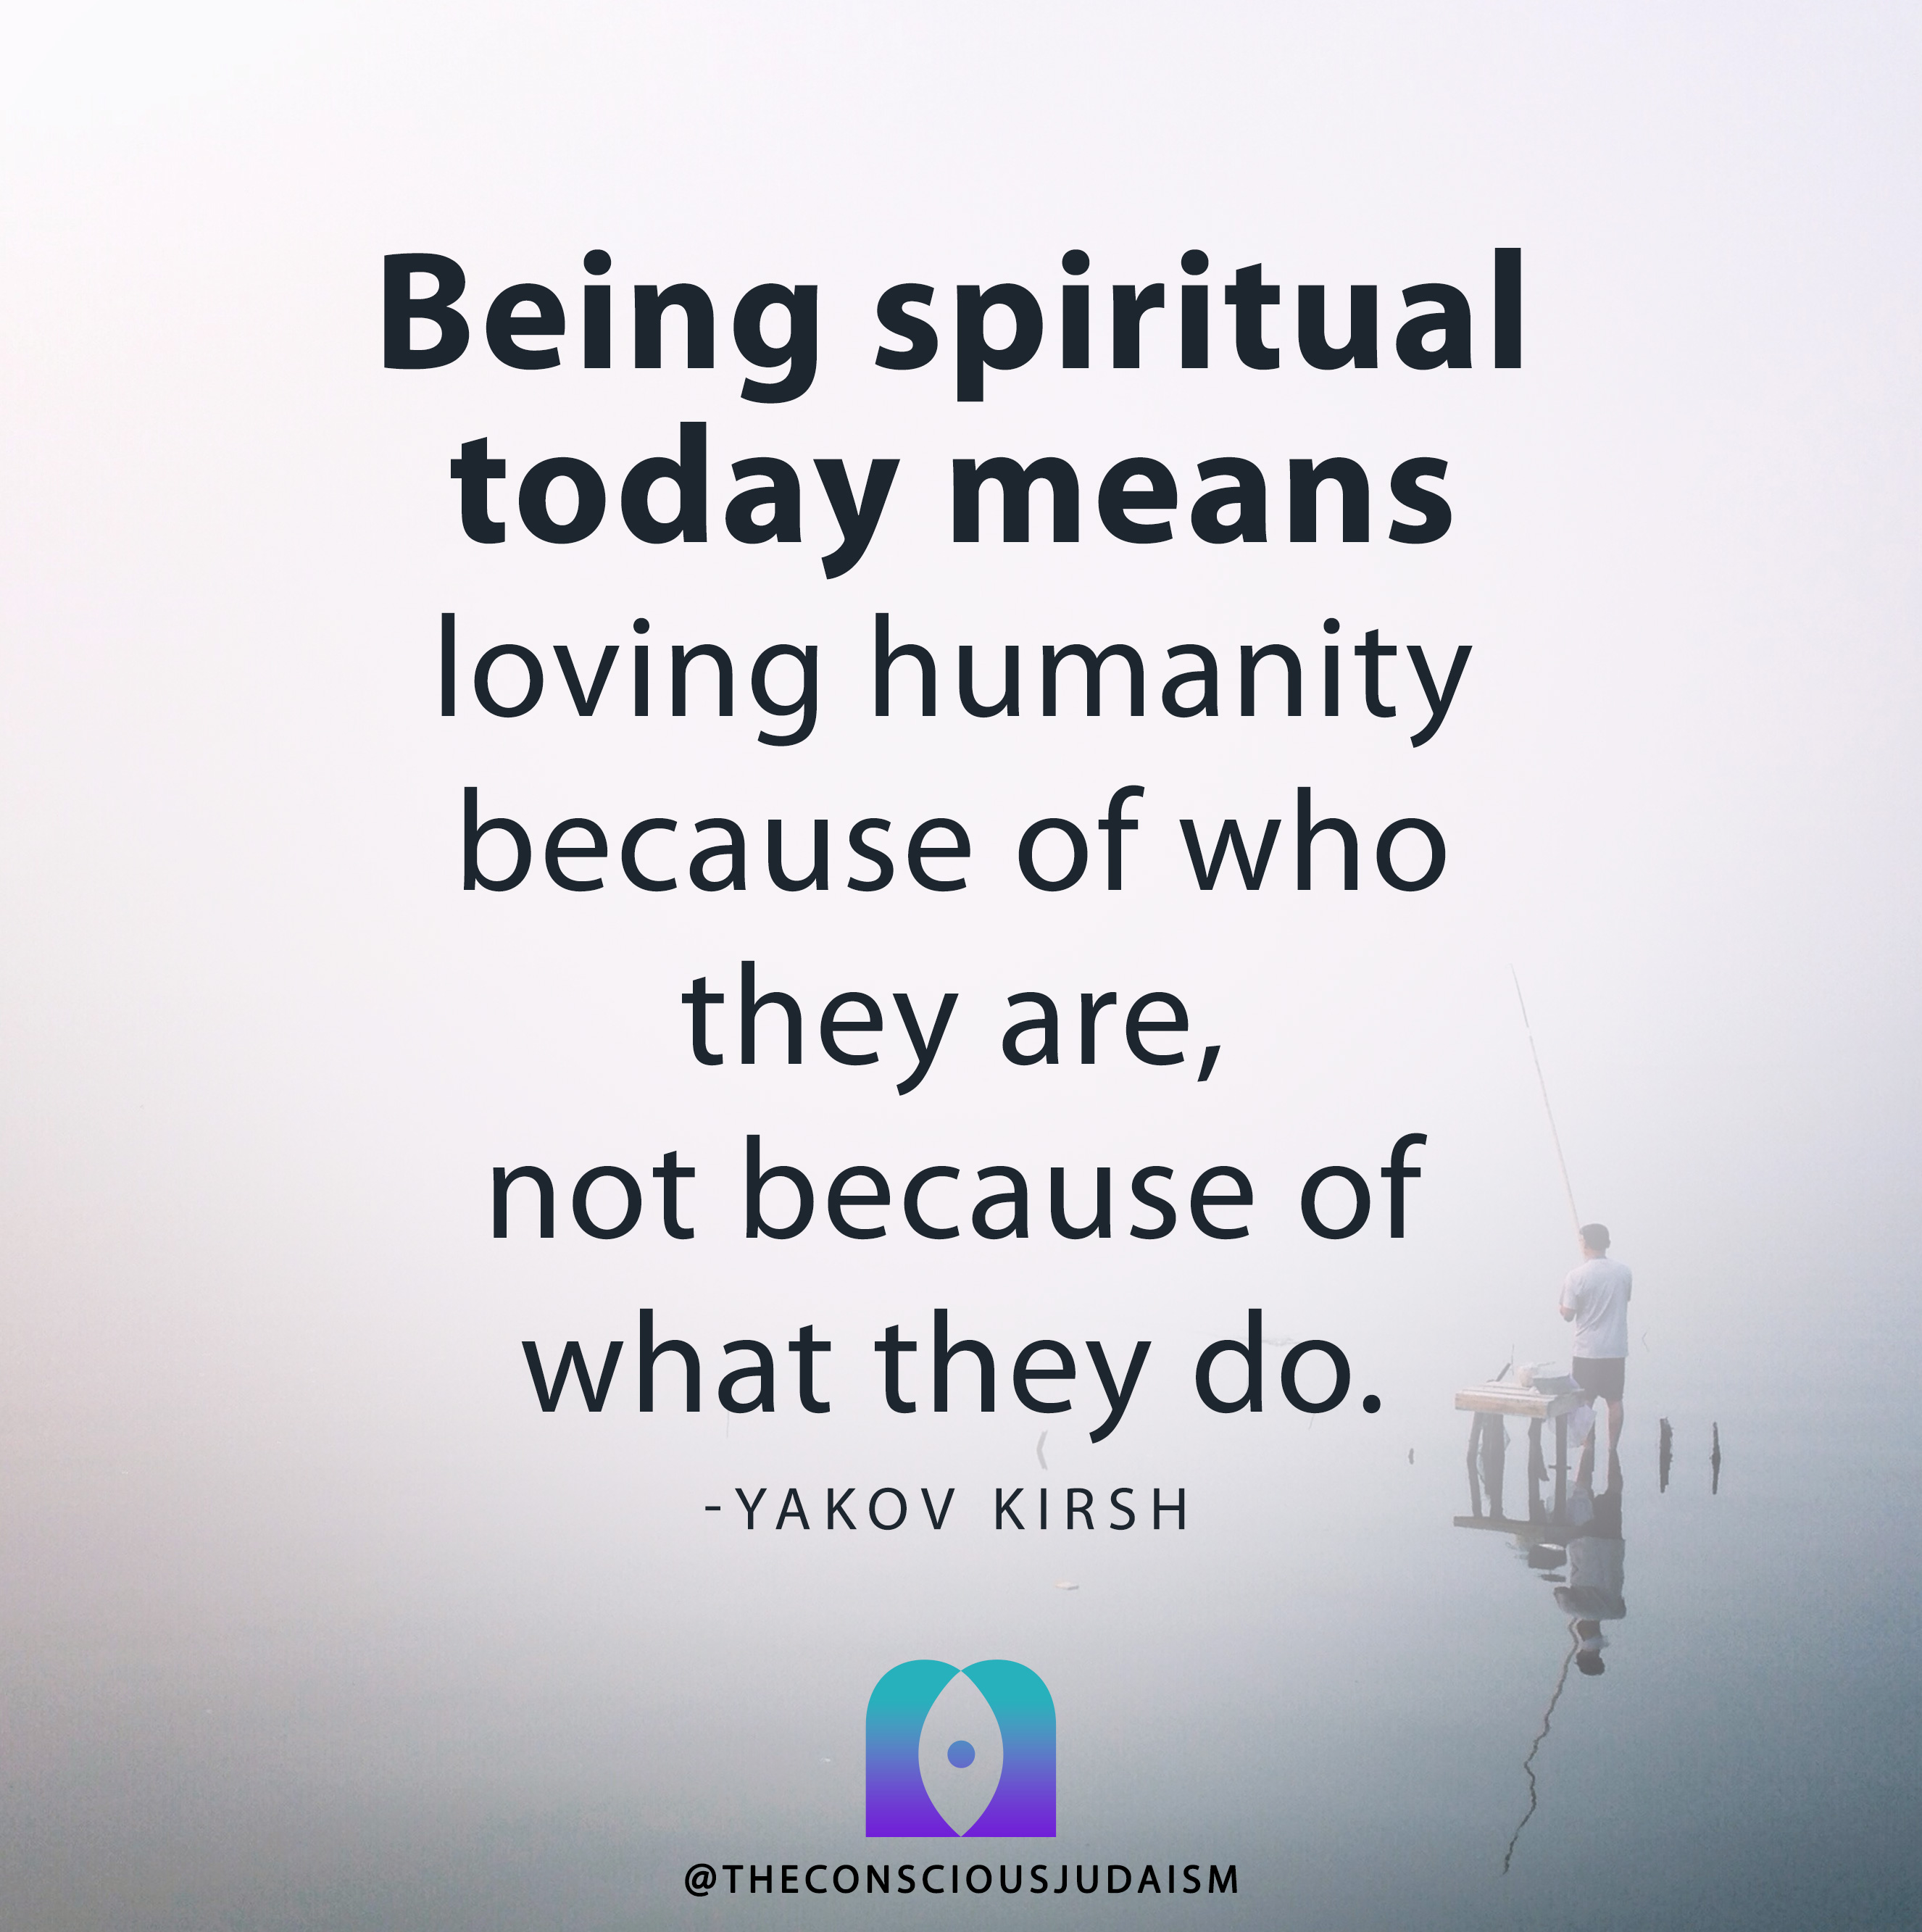 Being spiritual
today means
loving humanity
because of who
they are,
not because of
what they do.
-YAKOV KIRSH
@THECONSCIOUSJUDAISM